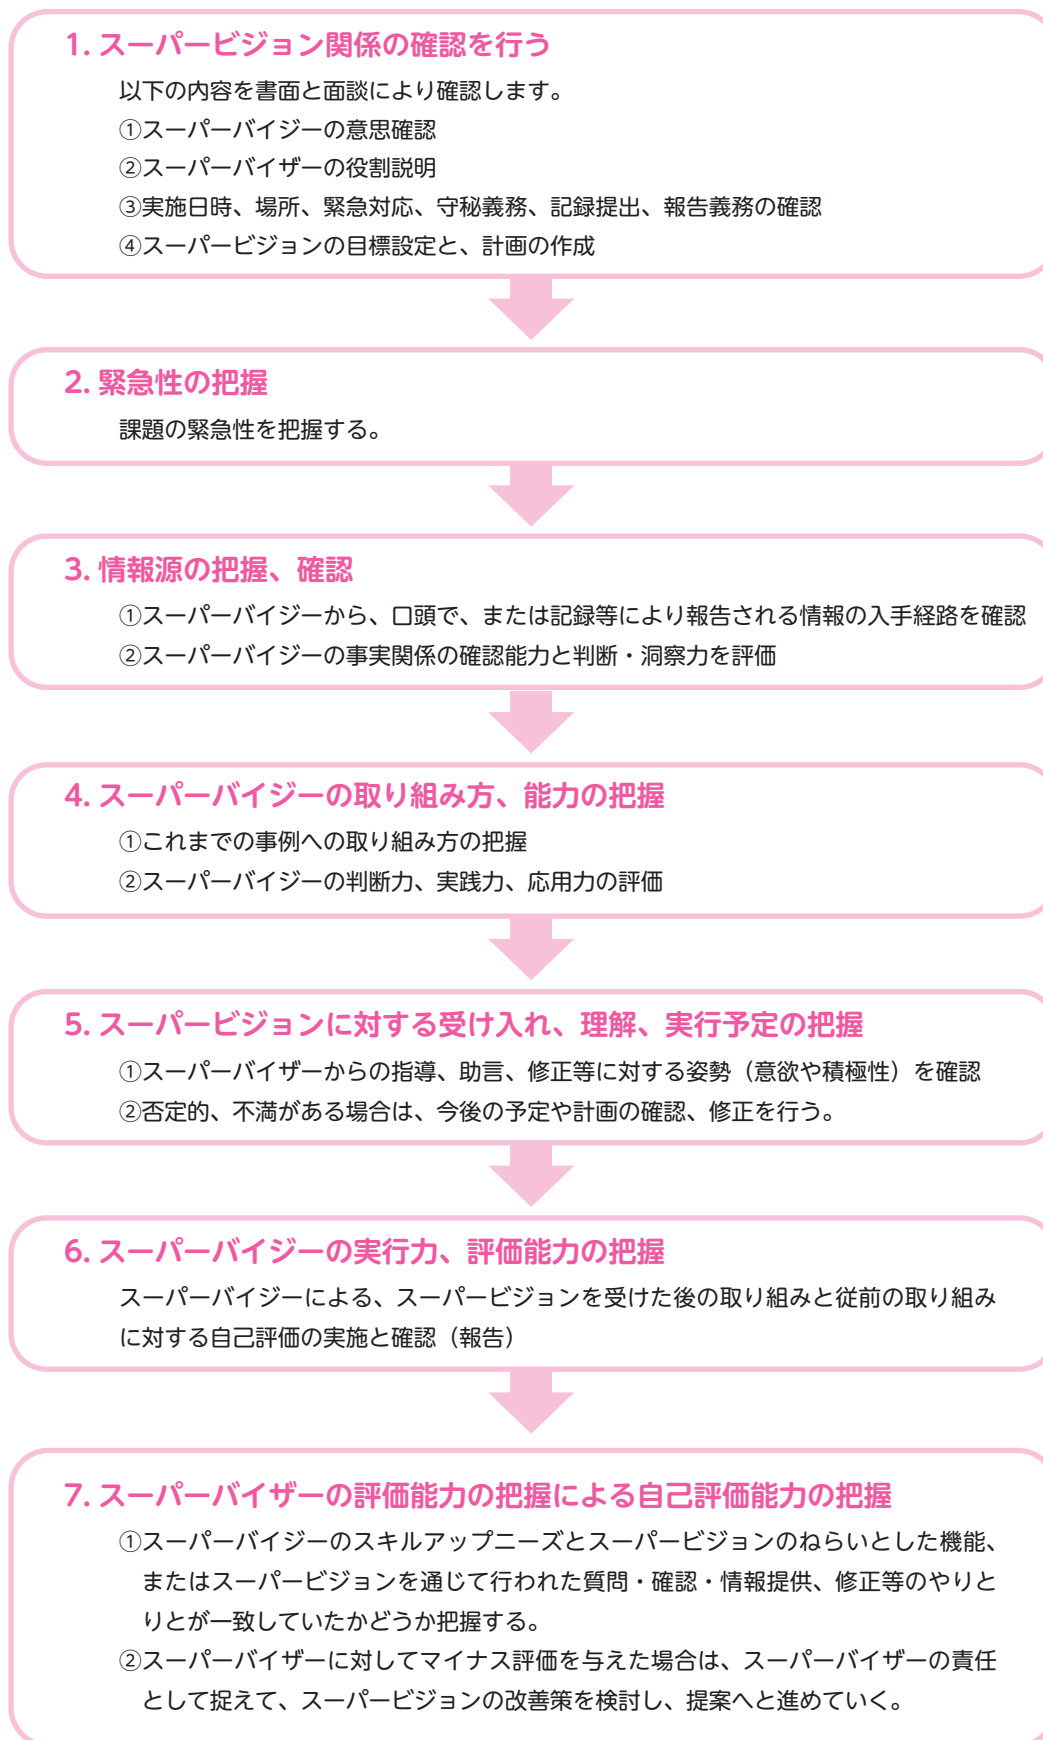 1. スーパービジョン関係の確認を行う
以下の内容を書面と面談により確認します。
①スーパーバイジーの意思確認
②スーパーバイザーの役割説明
③実施日時、場所、緊急対応、守秘義務、記録提出、報告義務の確認
④スーパービジョンの目標設定と、計画の作成
2. 緊急性の把握
課題の緊急性を把握する。
3. 情報源の把握、確認
①スーパーバイジーから、口頭で、または記録等により報告される情報の入手経路を確認
②スーパーバイジーの事実関係の確認能力と判断・洞察力を評価
4. スーパーバイジーの取り組み方、能力の把握
①これまでの事例への取り組み方の把握
②スーパーバイジーの判断力、実践力、応用力の評価
5. スーパービジョンに対する受け入れ、理解、実行予定の把握
①スーパーバイザーからの指導、助言、修正等に対する姿勢（意欲や積極性）を確認
②否定的、不満がある場合は、今後の予定や計画の確認、修正を行う。
6. スーパーバイジーの実行力、評価能力の把握
スーパーバイジーによる、スーパービジョンを受けた後の取り組みと従前の取り組み
に対する自己評価の実施と確認（報告）
7. スーパーバイザーの評価能力の把握による自己評価能力の把握
①スーパーバイジーのスキルアップニーズとスーパービジョンのねらいとした機能、
またはスーパービジョンを通じて行われた質問・確認・情報提供、修正等のやりと
りとが一致していたかどうか把握する。
②スーパーバイザーに対してマイナス評価を与えた場合は、スーパーバイザーの責任
として捉えて、スーパービジョンの改善策を検討し、提案へと進めていく。